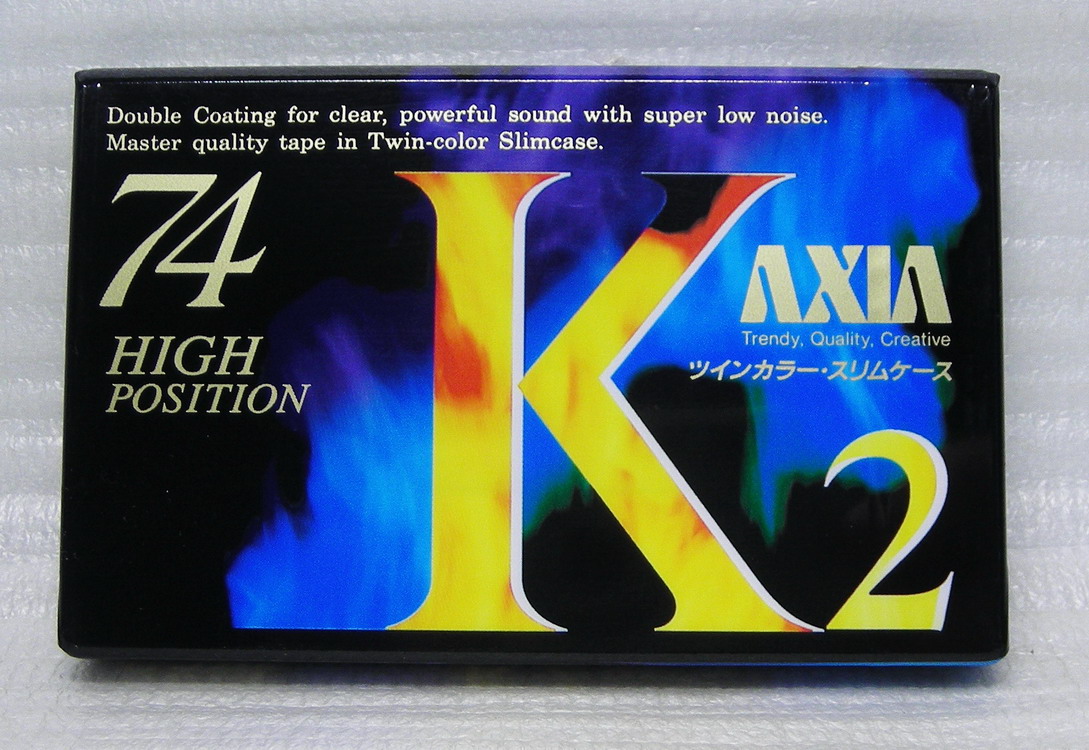 Double Coating for clear, powerful sound with super low noise.
Master quality tape in Twin-color Slimcase.
74
HIGH
POSITION
K2
AXIA
Trendy, Quality, Creative
ツインカラー・スリムケース